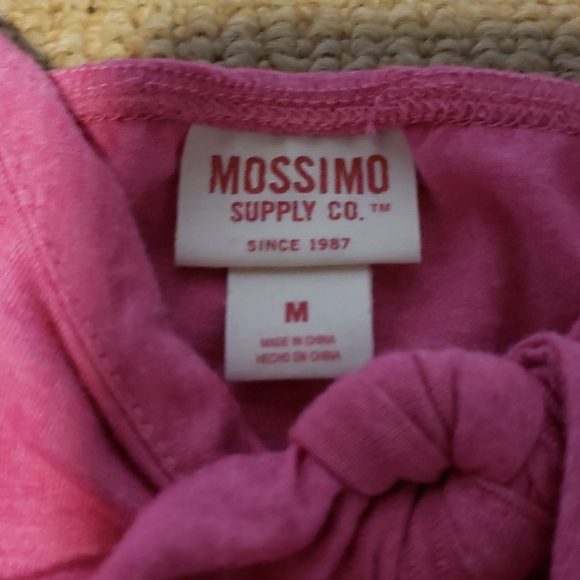 MOSSIMO
SUPPLY CO.™
SINCE 1987
M
MADE IN CHINA
HECHO EN CHINA